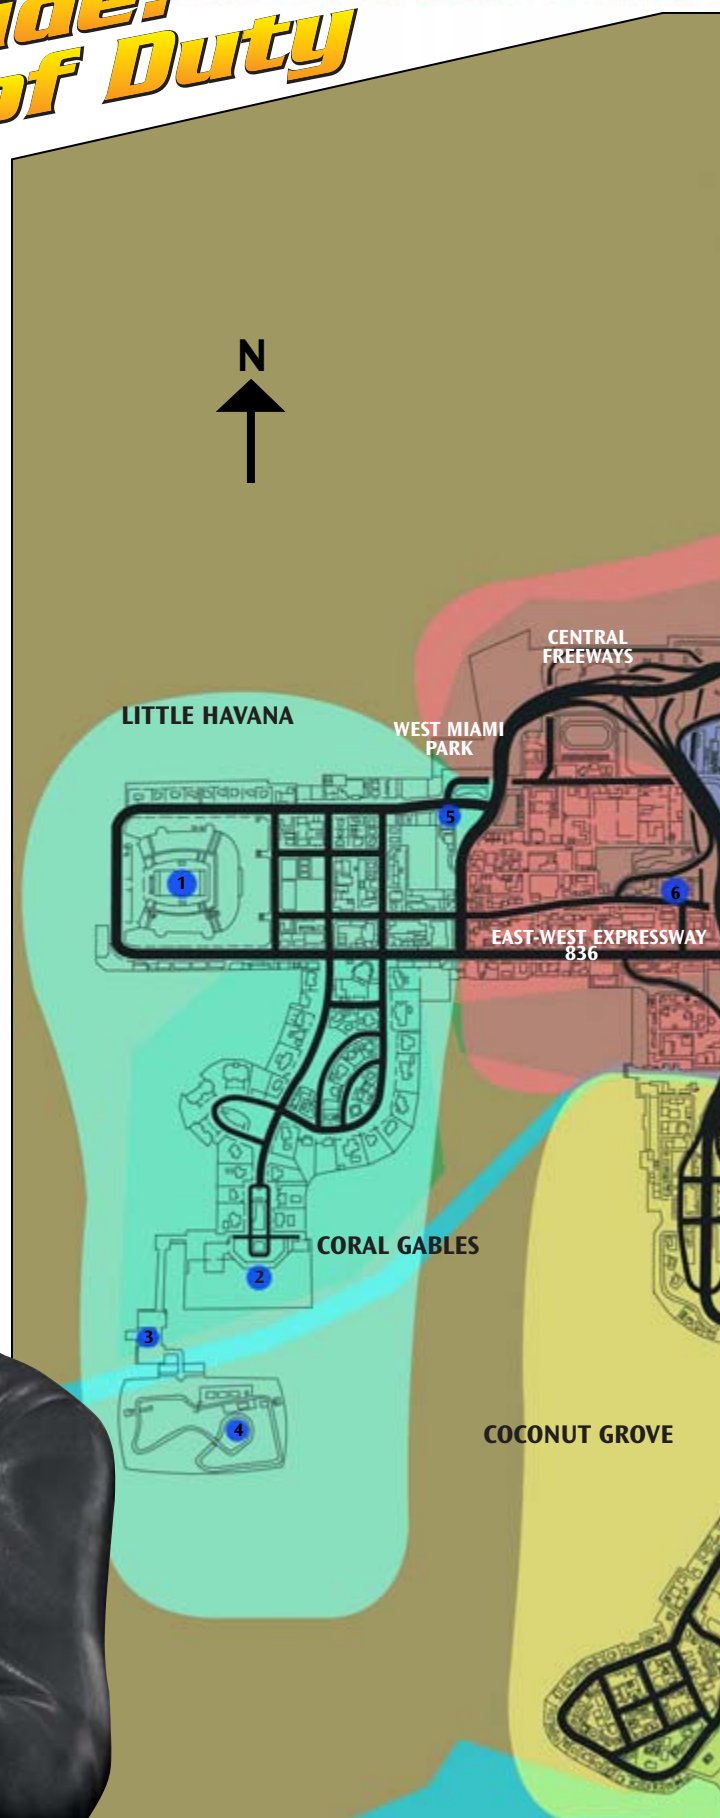 of Duty
N
CENTRAL
FREEWAYS
LITTLE HAVANA
WEST MIAMI
PARK
5
1
6
EAST-WEST EXPRESSWAY
836
CORAL GABLES
2
3
4
COCONUT GROVE